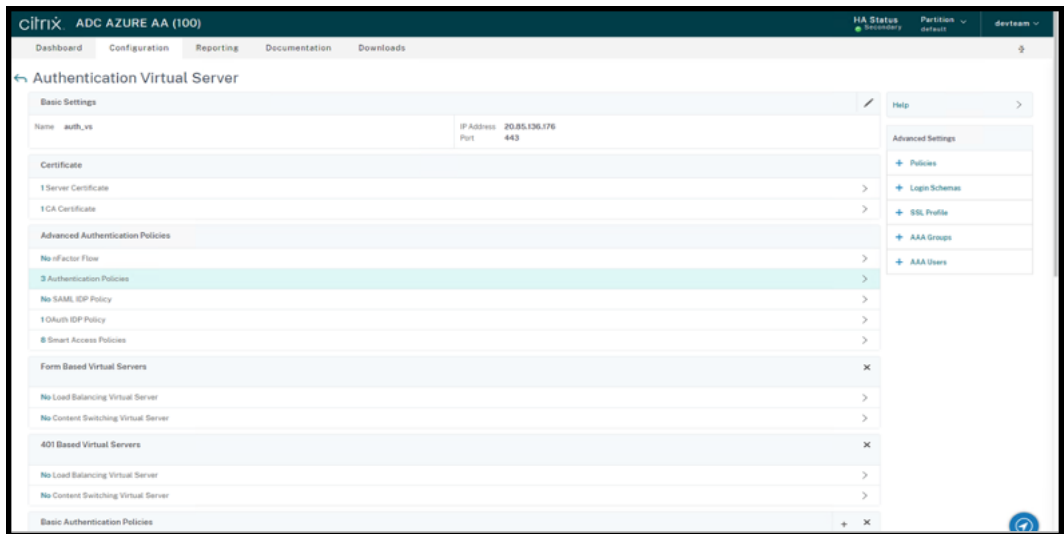 citrix. ADC AZURE AA (100)
HA Status
Secondary
Partition
default
devteam
Dashboard Configuration Reporting Documentation Downloads
Authentication Virtual Server
Basic Settings
Name auth_vs
IP Address 20.85.136.176
Port 443
Certificate
1 Server Certificate
1 CA Certificate
Advanced Authentication Policies
No nFactor Flow
3 Authentication Policies
No SAML IDP Policy
1 OAuth IDP Policy
8 Smart Access Policies
Form Based Virtual Servers
No Load Balancing Virtual Server
No Content Switching Virtual Server
401 Based Virtual Servers
No Load Balancing Virtual Server
No Content Switching Virtual Server
Basic Authentication Policies
Help
Advanced Settings
+ Policies
+ Login Schemas
+ SSL Profile
+ AAA Groups
+ AAA Users